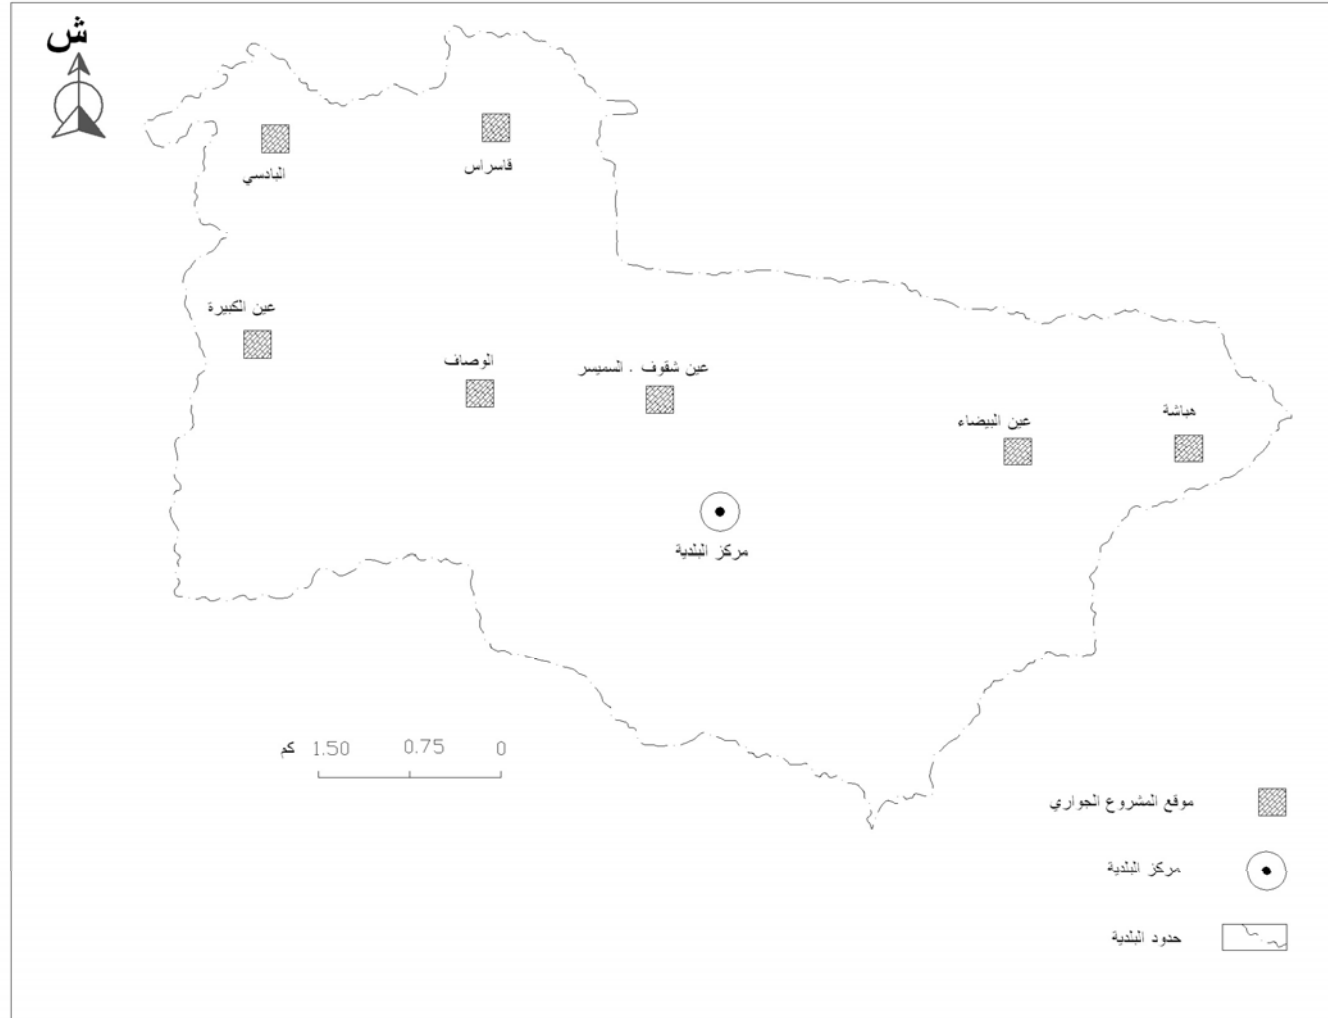 ش
قاسراس
البادسي
عين الكبيرة
الوصاف
عين شقوف . السميسر
هباشة
عين البيضاء
مركز البلدية
كم 1.50 0.75 0
موقع المشروع الجواري
مركز البلدية
حدود البلدية